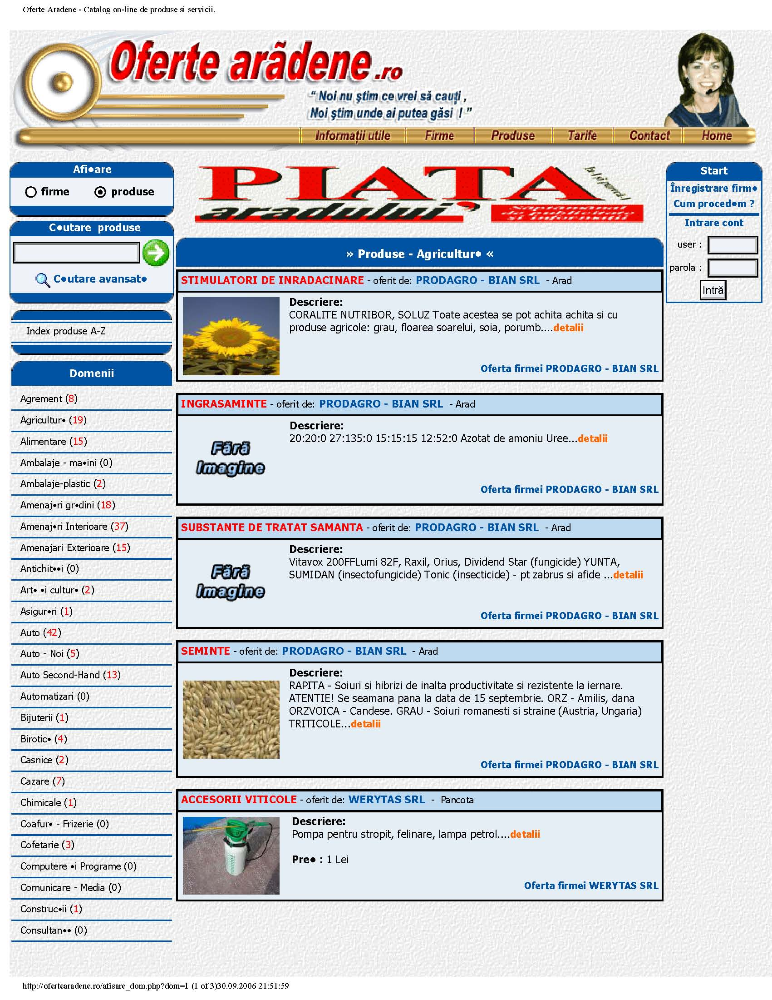 Oferte Aradene - Catalog on-line de produse si servicii.
Oferte arãdene.ro
“ Noi nu ştim ce vrei să cauţi ,
Noi ştim unde ai putea găsi ! ”
Informaţii utile Firme Produse Tarife Contact Home
Afi•are
firme produse
C•utare produse
C•utare avansat•
Index produse A-Z
Domenii
Agrement (8)
Agricultur• (19)
Alimentare (15)
Ambalaje - ma•ini (0)
Ambalaje-plastic (2)
Amenaj•ri gr•dini (18)
Amenaj•ri Interioare (37)
Amenajari Exterioare (15)
Antichit••i (0)
Art• •i cultur• (2)
Asigur•ri (1)
Auto (42)
Auto - Noi (5)
Auto Second-Hand (13)
Automatizari (0)
Bijuterii (1)
Birotic• (4)
Casnice (2)
Cazare (7)
Chimicale (1)
Coafur• - Frizerie (0)
Cofetarie (3)
Computere •i Programe (0)
Comunicare - Media (0)
Construc•ii (1)
Consultan•• (0)
PIATA
aradului
Saptamanal
de publicitate
si informatii
» Produse - Agricultur• «
STIMULATORI DE INRADACINARE - oferit de: PRODAGRO - BIAN SRL - Arad
Descriere:
CORALITE NUTRIBOR, SOLUZ Toate acestea se pot achita achita si cu
produse agricole: grau, floarea soarelui, soia, porumb....detalii
Oferta firmei PRODAGRO - BIAN SRL
INGRASAMINTE - oferit de: PRODAGRO - BIAN SRL - Arad
Fără
Imagine
Descriere:
20:20:0 27:135:0 15:15:15 12:52:0 Azotat de amoniu Uree...detalii
Oferta firmei PRODAGRO - BIAN SRL
SUBSTANTE DE TRATAT SAMANTA - oferit de: PRODAGRO - BIAN SRL - Arad
Fără
Imagine
Descriere:
Vitavox 200FFLumi 82F, Raxil, Orius, Dividend Star (fungicide) YUNTA,
SUMIDAN (insectofungicide) Tonic (insecticide) - pt zabrus si afide ...detalii
Oferta firmei PRODAGRO - BIAN SRL
SEMINTE - oferit de: PRODAGRO - BIAN SRL - Arad
Descriere:
RAPITA - Soiuri si hibrizi de inalta productivitate si rezistente la iernare.
ATENTIE! Se seamana pana la data de 15 septembrie. ORZ - Amilis, dana
ORZVOICA - Candese. GRAU - Soiuri romanesti si straine (Austria, Ungaria)
TRITICOLE...detalii
Oferta firmei PRODAGRO - BIAN SRL
ACCESORII VITICOLE - oferit de: WERYTAS SRL - Pancota
Descriere:
Pompa pentru stropit, felinare, lampa petrol....detalii
Pre• : 1 Lei
Oferta firmei WERYTAS SRL
Start
Înregistrare firm•
Cum proced•m ?
Intrare cont
user :
parola :
Intră
http://ofertearadene.ro/afisare_dom.php?dom=1 (1 of 3)30.09.2006 21:51:59